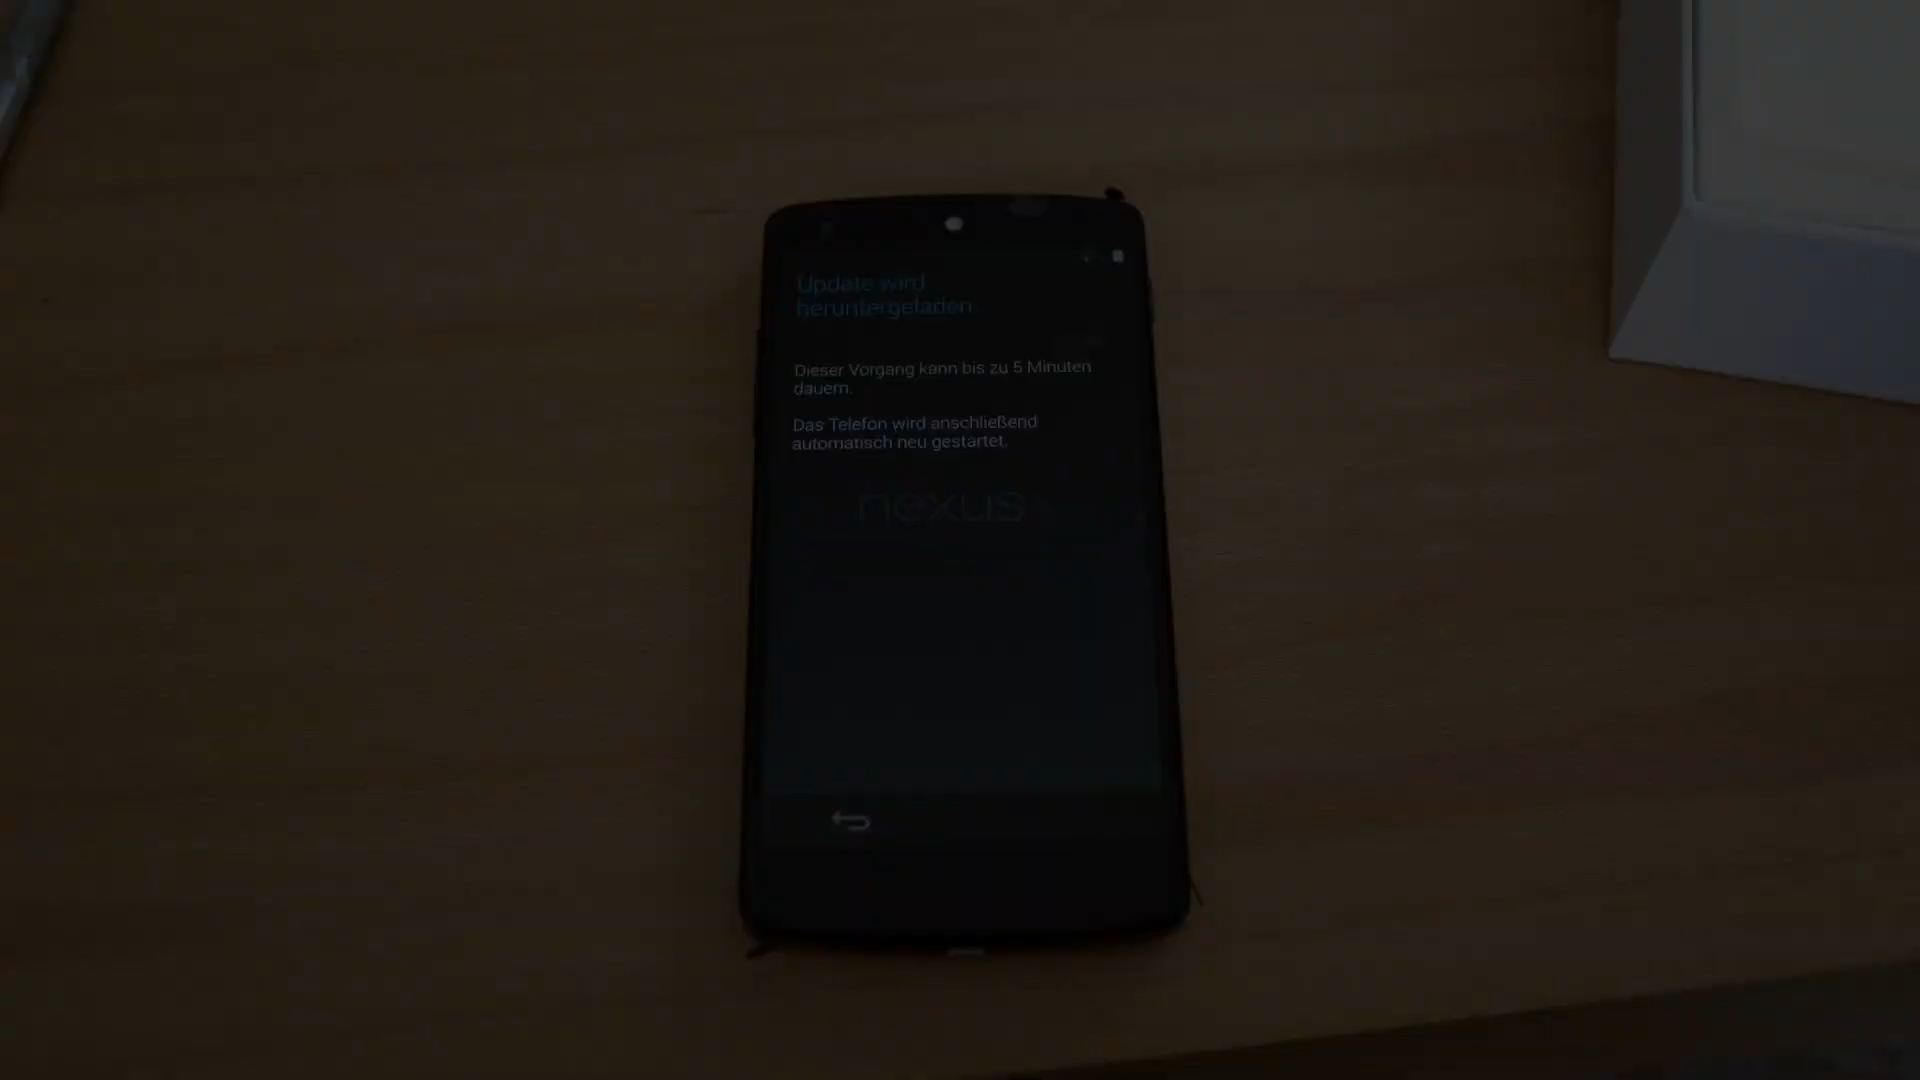 Update wird
heruntergeladen
Dieser Vorgang kann bis zu 5 Minuten
dauern.
Das Telefon wird anschließend
automatisch neu gestartet.
nexus